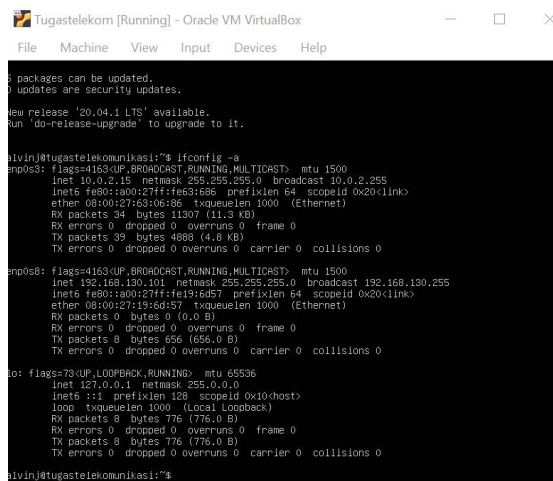 Tugastelekom [Running] - Oracle VM VirtualBox
File Machine View Input Devices Help
packages can be updated.
updates are security updates.
New release '20.04.1 LTS' available.
Run 'do-release-upgrade' to upgrade to it.
alvinj@tugastelekomunikasi:~$ ifconfig -a
enp0s3: flags=4163<UP,BROADCAST,RUNNING,MULTICAST> mtu 1500
inet 10.0.2.15 netmask 255.255.255.0 broadcast 10.0.2.255
inet6 fe80::a00:27ff:fe63:686 prefixlen 64 scopeid 0x20<link>
ether 08:00:27:63:06:86 txqueuelen 1000 (Ethernet)
RX packets 34 bytes 11307 (11.3 KB)
RX errors 0 dropped 0 overruns 0 frame 0
TX packets 39 bytes 4888 (4.8 KB)
TX errors 0 dropped 0 overruns 0 carrier 0 collisions 0
enp0s8: flags=4163<UP,BROADCAST,RUNNING,MULTICAST> mtu 1500
inet 192.168.130.101 netmask 255.255.255.0 broadcast 192.168.130.255
inet6 fe80::a00:27ff:fe19:6d57 prefixlen 64 scopeid 0x20<link>
ether 08:00:27:19:6d:57 txqueuelen 1000 (Ethernet)
RX packets 0 bytes 0 (0.0 B)
RX errors 0 dropped 0 overruns 0 frame 0
TX packets 8 bytes 656 (656.0 B)
TX errors 0 dropped 0 overruns 0 carrier 0 collisions 0
lo: flags=73<UP,LOOPBACK,RUNNING> mtu 65536
inet 127.0.0.1 netmask 255.0.0.0
inet6 ::1 prefixlen 128 scopeid 0x10<host>
loop txqueuelen 1000 (Local Loopback)
RX packets 8 bytes 776 (776.0 B)
RX errors 0 dropped 0 overruns 0 frame 0
TX packets 8 bytes 776 (776.0 B)
TX errors 0 dropped 0 overruns 0 carrier 0 collisions 0
alvinj@tugastelekomunikasi:~$